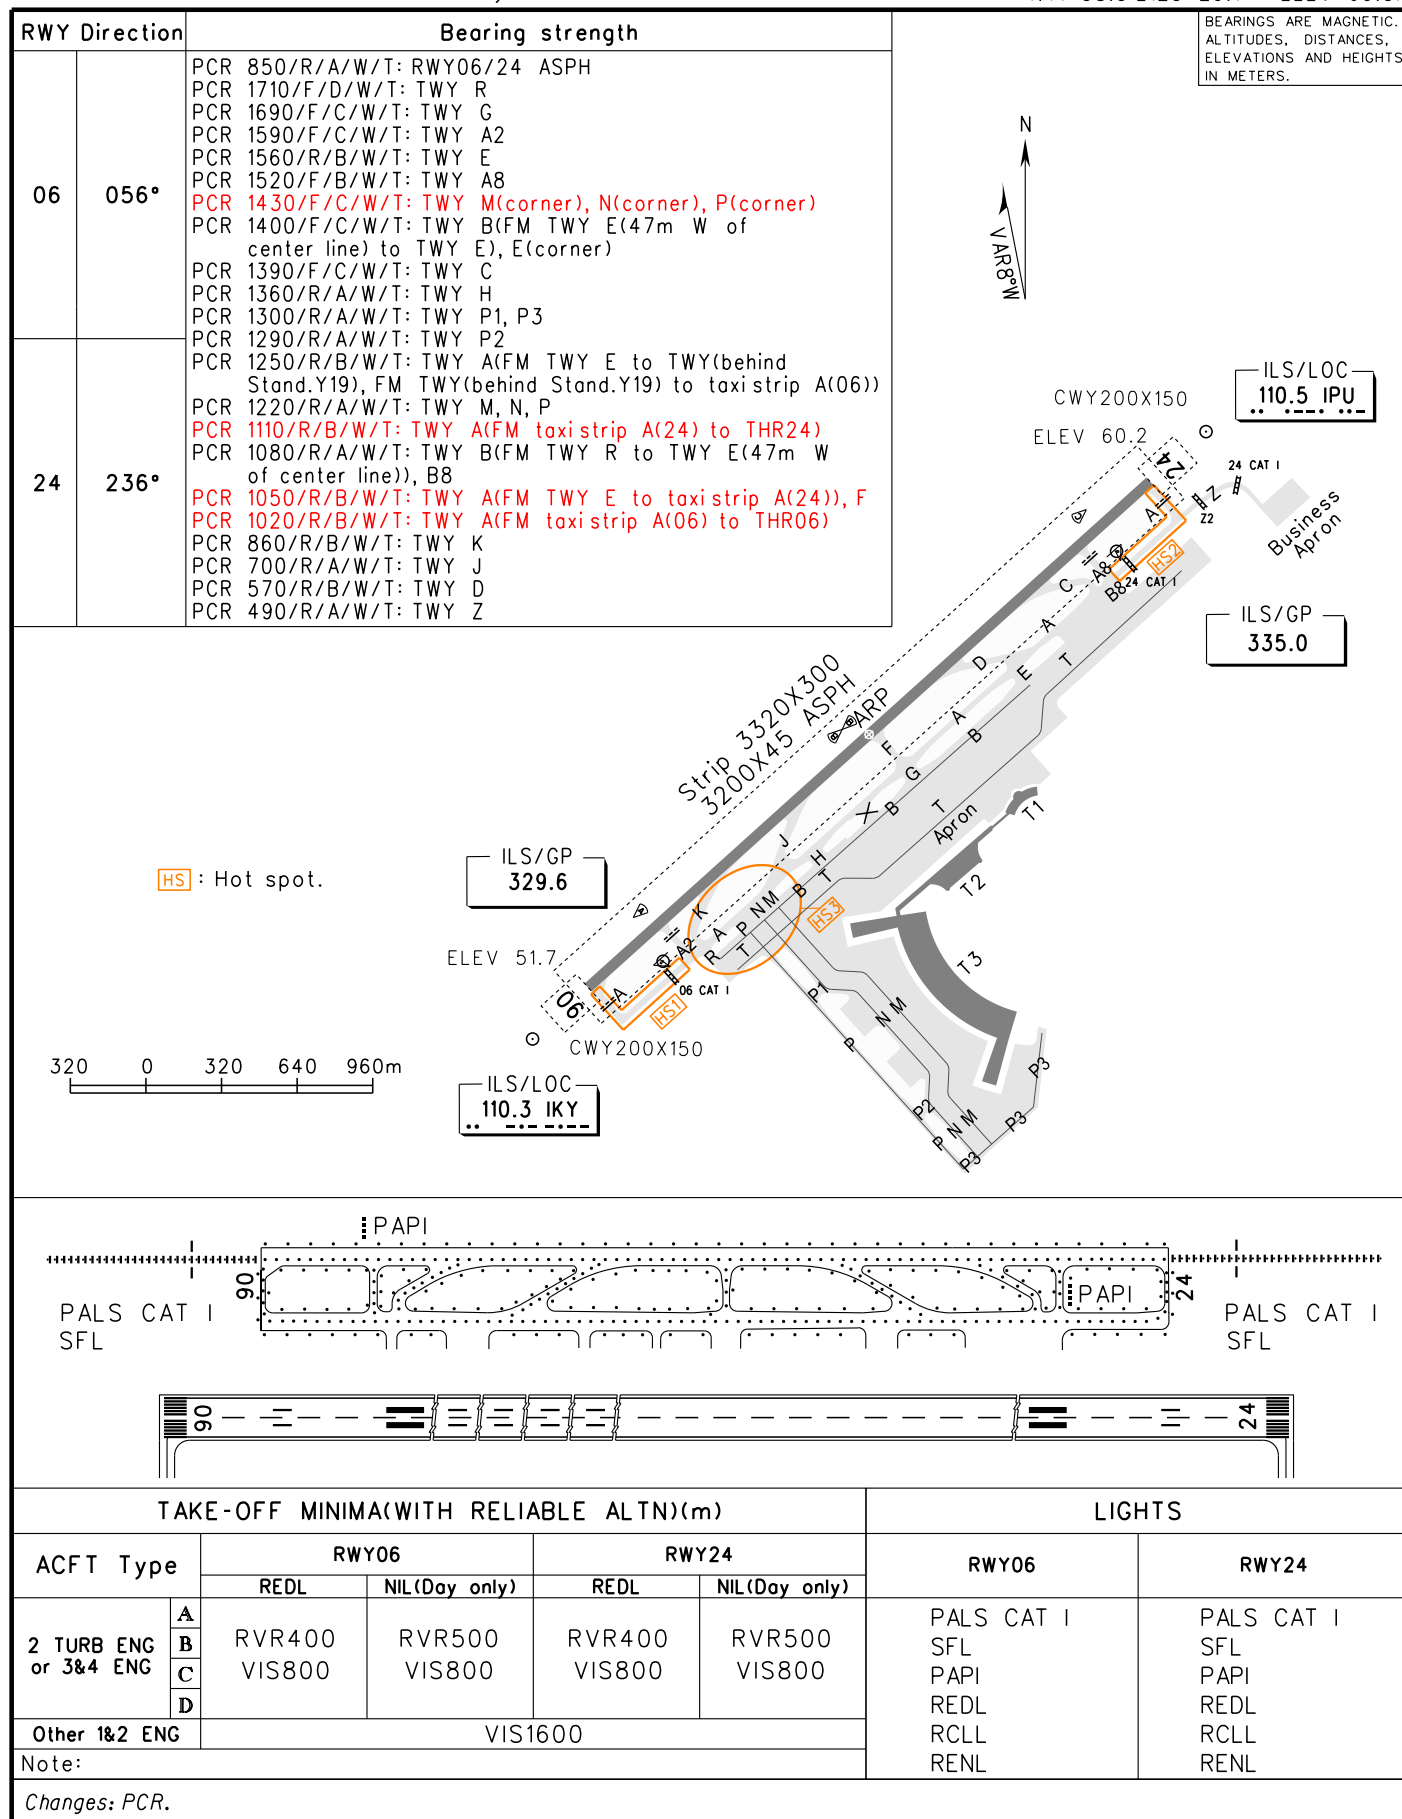 BEARINGS ARE MAGNETIC.
ALTITUDES, DISTANCES,
ELEVATIONS AND HEIGHTS
IN METERS.
RWY Direction Bearing strength
06 056°
24 236°
PCR 850/R/A/W/T: RWY06/24 ASPH
PCR 1710/F/D/W/T: TWY R
PCR 1690/F/C/W/T: TWY G
PCR 1590/F/C/W/T: TWY A2
PCR 1560/R/B/W/T: TWY E
PCR 1520/F/B/W/T: TWY A8
PCR 1430/F/C/W/T: TWY M(corner), N(corner), P(corner)
PCR 1400/F/C/W/T: TWY B(FM TWY E(47m W of
center line) to TWY E), E(corner)
PCR 1390/F/C/W/T: TWY C
PCR 1360/R/A/W/T: TWY H
PCR 1300/R/A/W/T: TWY P1, P3
PCR 1290/R/A/W/T: TWY P2
PCR 1250/R/B/W/T: TWY A(FM TWY E to TWY(behind
Stand.Y19), FM TWY(behind Stand.Y19) to taxi strip A(06))
PCR 1220/R/A/W/T: TWY M, N, P
PCR 1110/R/B/W/T: TWY A(FM taxi strip A(24) to THR24)
PCR 1080/R/A/W/T: TWY B(FM TWY R to TWY E(47m W
of center line)), B8
PCR 1050/R/B/W/T: TWY A(FM TWY E to taxi strip A(24)), F
PCR 1020/R/B/W/T: TWY A(FM taxi strip A(06) to THR06)
PCR 860/R/B/W/T: TWY K
PCR 700/R/A/W/T: TWY J
PCR 570/R/B/W/T: TWY D
PCR 490/R/A/W/T: TWY Z
N
VAR8°W
ILS/LOC
110.5 IPU
CWY200X150
ELEV 60.2
24
24 CAT I
Z
Z2
Business
Apron
A
HS2
A8
24 CAT I
B8
C
ILS/GP
335.0
A
D
E
T
Strip 3320X300
3200X45 ASPH
ARP
F
A
B
G
X
B
T
Apron
T1
J
H
T
B
T2
ILS/GP
329.6
HS : Hot spot.
K
N
M
HS3
A
P
R
T
T3
ELEV 51.7
A2
06 CAT I
A
06
HS1
CWY200X150
P1
N
M
P
320 0 320 640 960m
ILS/LOC
110.3 IKY
P3
P2
P
N
M
P3
P3
PAPI
06
24
PAPI
PALS CAT I
SFL
PALS CAT I
SFL
06
24
TAKE-OFF MINIMA(WITH RELIABLE ALTN)(m) LIGHTS
ACFT Type RWY06 RWY24 RWY06 RWY24
REDL NIL(Day only) REDL NIL(Day only)
2 TURB ENG
or 3&4 ENG
A
B
C
D
RVR400 RVR500 RVR400 RVR500
VIS800 VIS800 VIS800 VIS800
Other 1&2 ENG VIS1600
Note:
PALS CAT I PALS CAT I
SFL SFL
PAPI PAPI
REDL REDL
RCLL RCLL
RENL RENL
Changes: PCR.